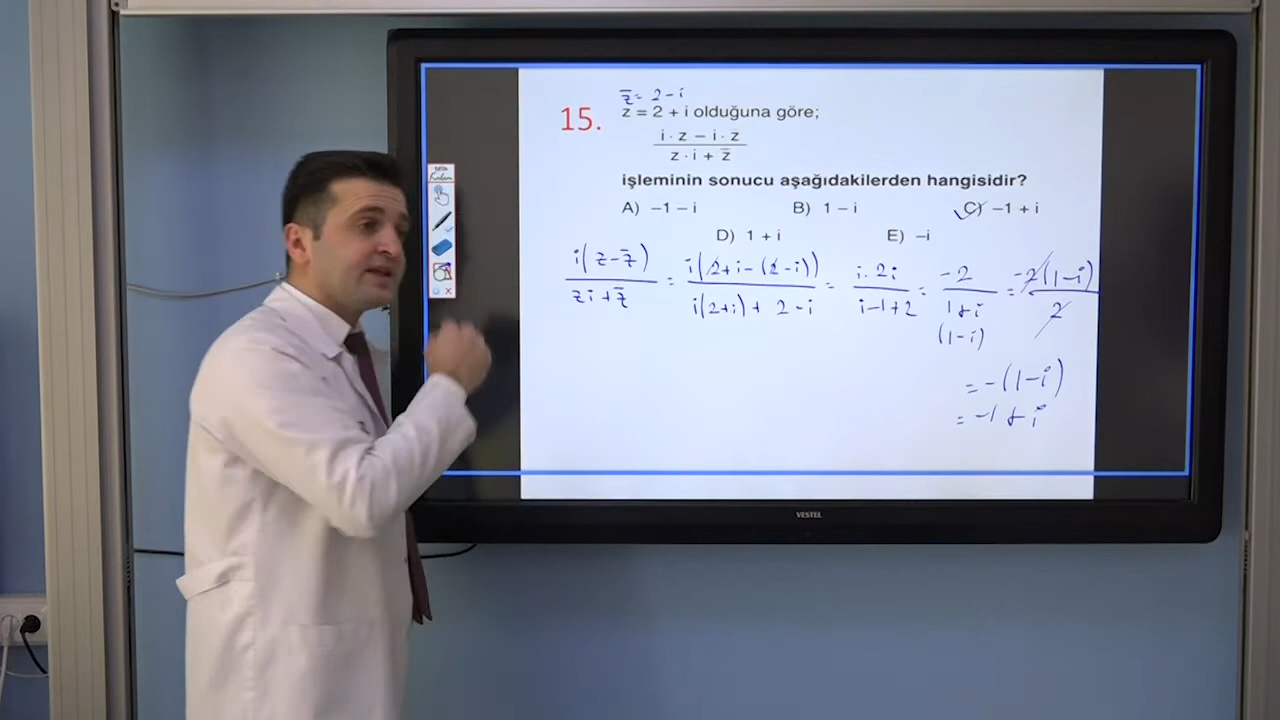 z̄ = 2 - i
15. z = 2 + i olduğuna göre;
i · z – i · z
z · i + z̄
işleminin sonucu aşağıdakilerden hangisidir?
A) –1 – i B) 1 – i C) –1 + i
D) 1 + i E) –i
i(z-z̄) / zi+z̄ = i(2+i-(2-i)) / i(2+i)+2-i = i.2i / i-1+2 = -2 / 1+i = -2(1-i) / 2
(1-i)
= -(1-i)
= -1+i
VESTEL